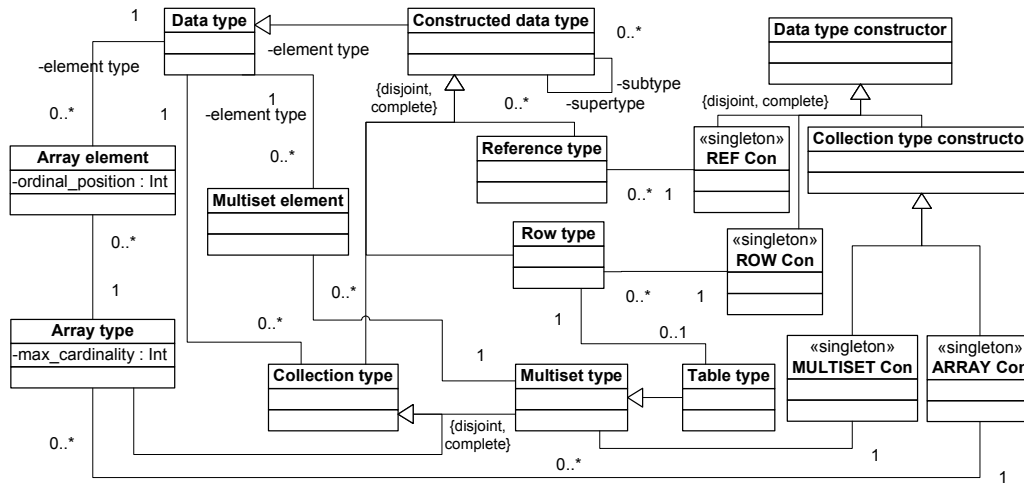 1
Data type
Constructed data type
0..*
Data type constructor
-element type
-element type
{disjoint,
complete}
-subtype
-supertype
0..*
1
1
-element type
0..*
{disjoint, complete}
0..*
Array element
-ordinal_position : Int
Multiset element
Reference type
«singleton»
REF Con
Collection type constructor
0..*
1
Row type
«singleton»
ROW Con
0..*
1
0..*
0..*
1
Array type
-max_cardinality : Int
0..*
1
0..1
1
Collection type
Multiset type
Table type
«singleton»
MULTISET Con
«singleton»
ARRAY Con
{disjoint,
complete}
0..*
1
0..*
1